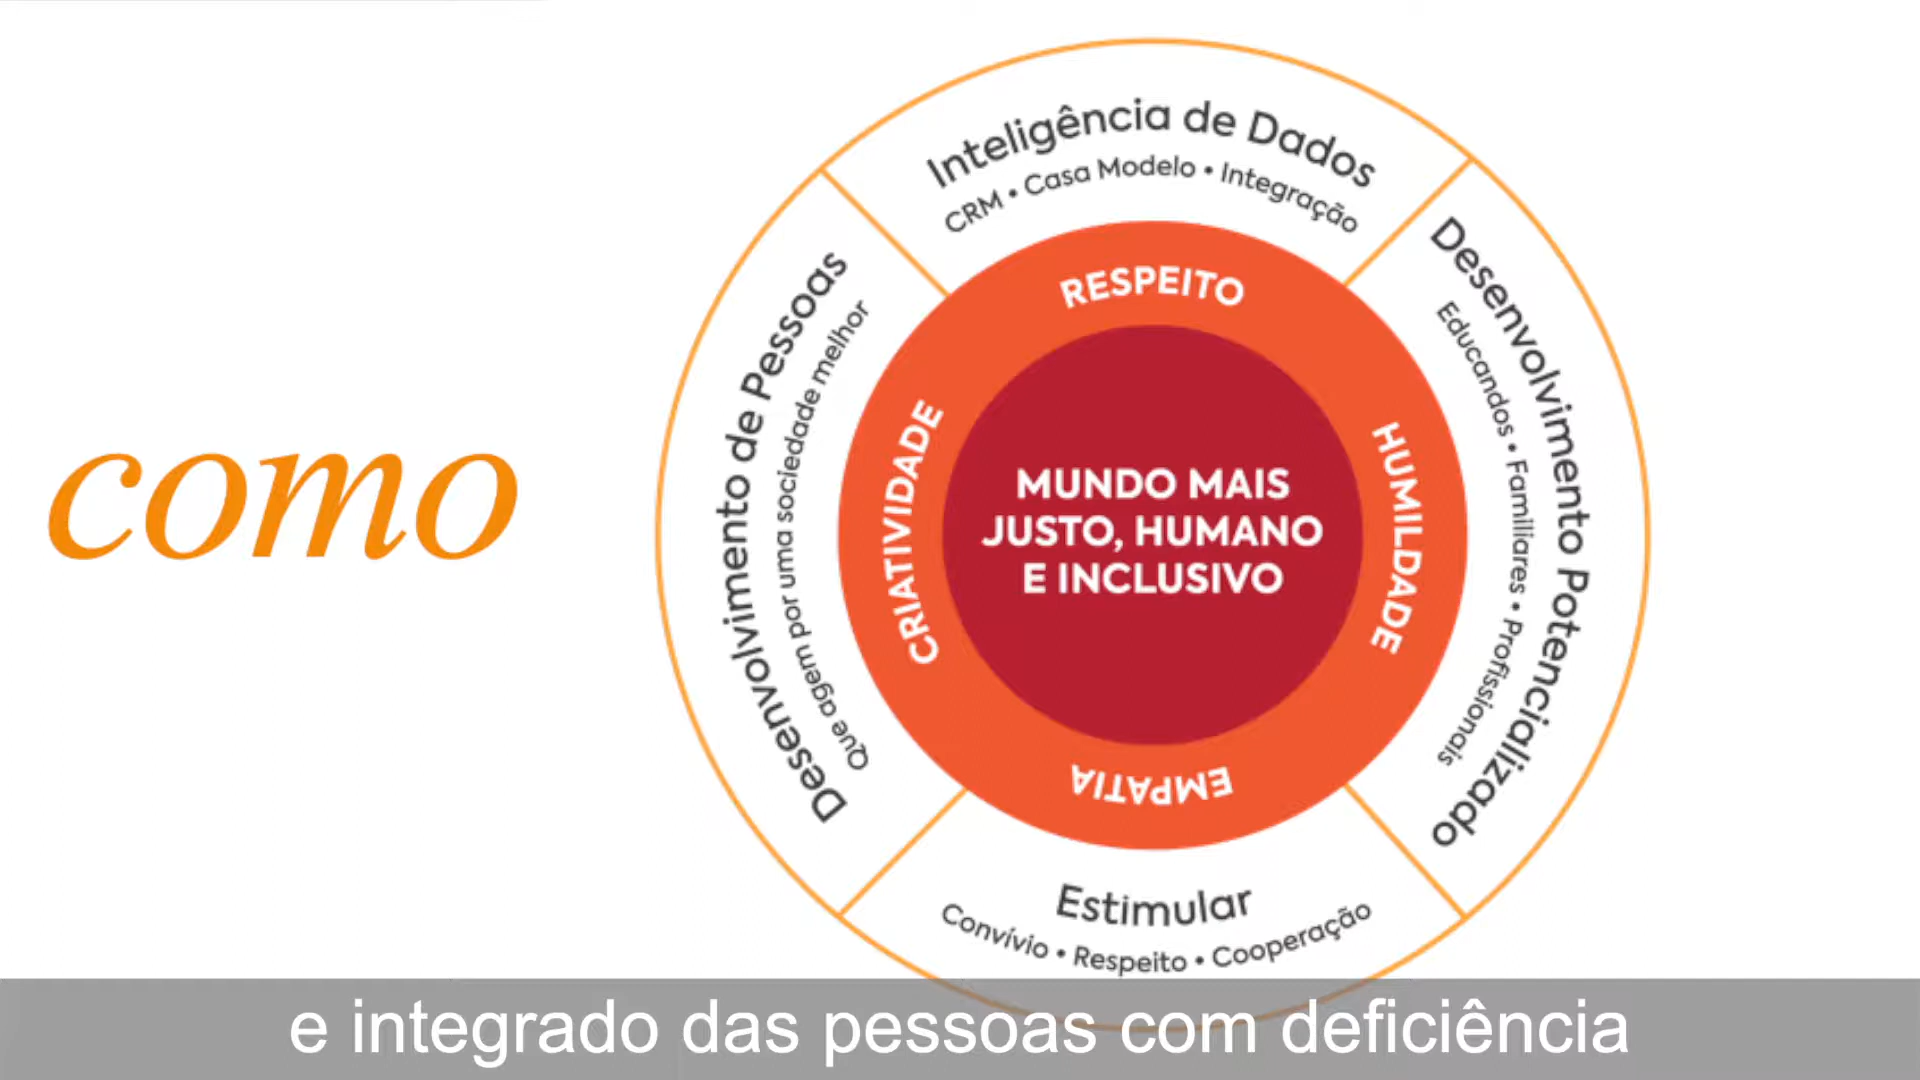 como
Inteligência de Dados
CRM • Casa Modelo • Integração
Desenvolvimento Potencializado
Educandos • Familiares • Profissionais
Estimular
Convívio • Respeito • Cooperação
Desenvolvimento de Pessoas
Que agem por uma sociedade melhor
RESPEITO
HUMILDADE
EMPATIA
CRIATIVIDADE
MUNDO MAIS
JUSTO, HUMANO
E INCLUSIVO
e integrado das pessoas com deficiência